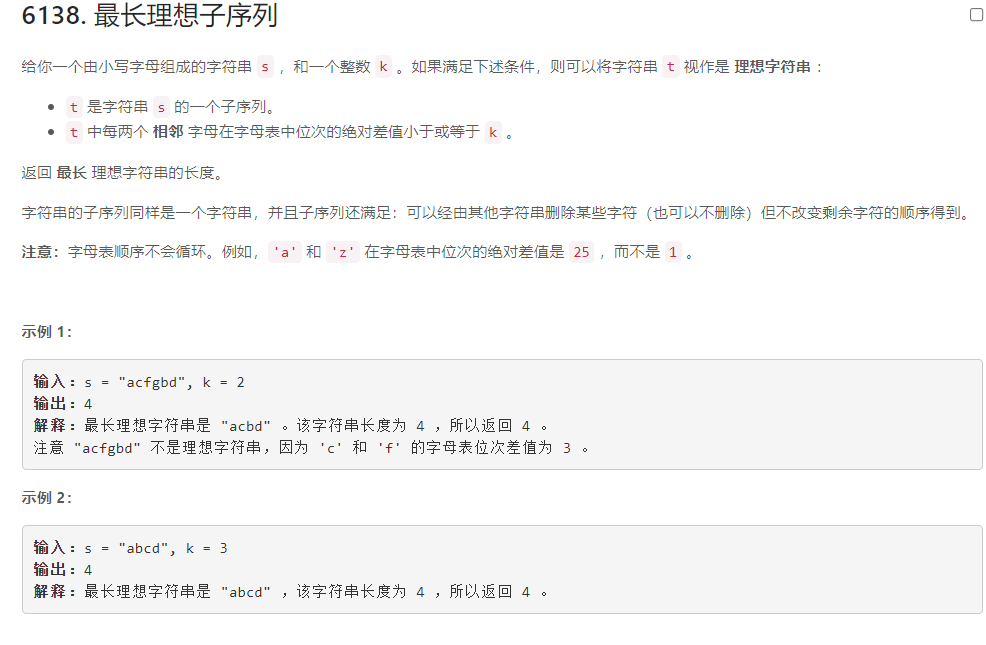 6138. 最长理想子序列
给你一个由小写字母组成的字符串 s ，和一个整数 k 。如果满足下述条件，则可以将字符串 t 视作是 理想字符串 ：
• t 是字符串 s 的一个子序列。
• t 中每两个 相邻 字母在字母表中位次的绝对差值小于或等于 k 。
返回 最长 理想字符串的长度。
字符串的子序列同样是一个字符串，并且子序列还满足：可以经由其他字符串删除某些字符（也可以不删除）但不改变剩余字符的顺序得到。
注意：字母表顺序不会循环。例如， 'a' 和 'z' 在字母表中位次的绝对差值是 25 ，而不是 1 。
示例 1：
输入：s = "acfgbd", k = 2
输出：4
解释：最长理想字符串是 "acbd" 。该字符串长度为 4 ，所以返回 4 。
注意 "acfgbd" 不是理想字符串，因为 'c' 和 'f' 的字母表位次差值为 3 。
示例 2：
输入：s = "abcd", k = 3
输出：4
解释：最长理想字符串是 "abcd" ，该字符串长度为 4 ，所以返回 4 。